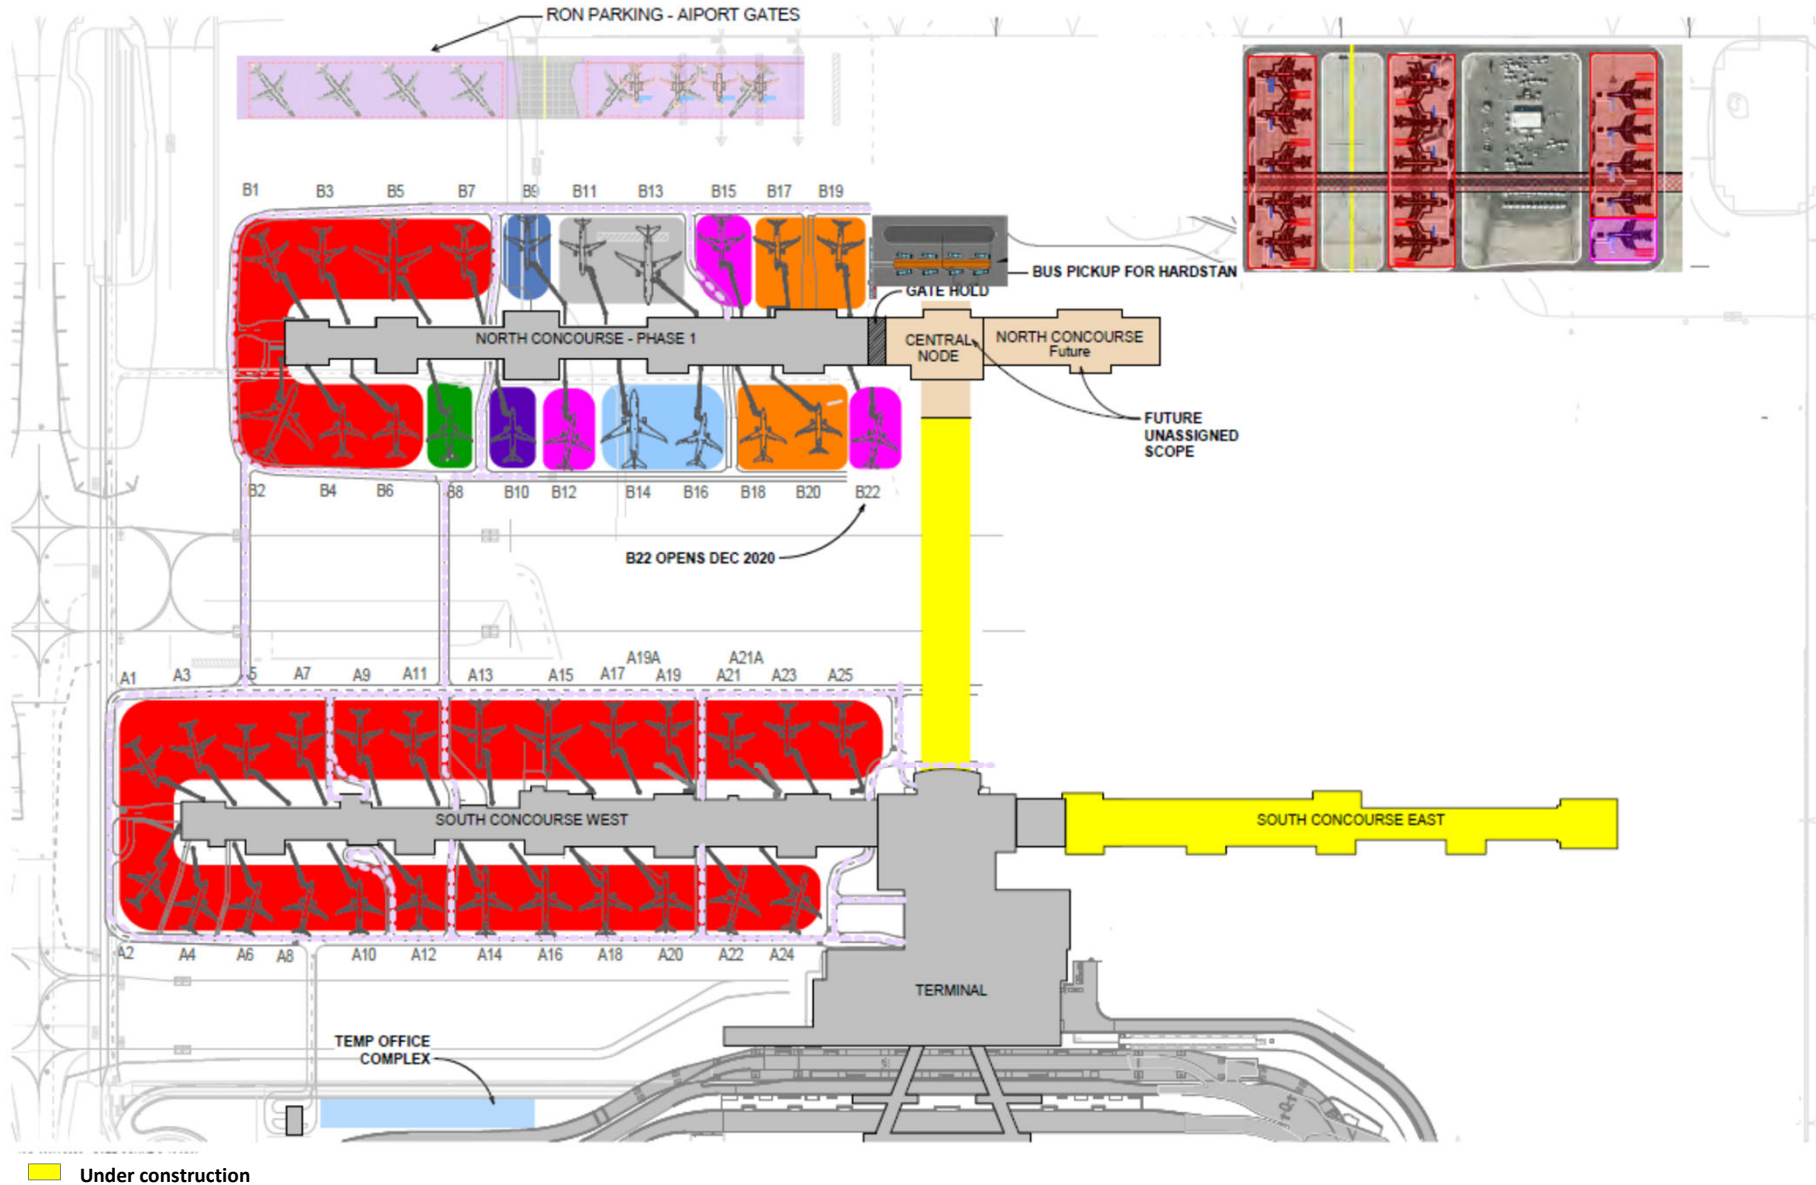 RON PARKING - AIPORT GATES
B1 B3 B5 B7 B9 B11 B13 B15 B17 B19
BUS PICKUP FOR HARDSTAN
GATE HOLD
NORTH CONCOURSE - PHASE 1
CENTRAL
NODE
NORTH CONCOURSE
Future
FUTURE
UNASSIGNED
SCOPE
B2 B4 B6 B8 B10 B12 B14 B16 B18 B20 B22
B22 OPENS DEC 2020
A19A A21A
A1 A3 5 A7 A9 A11 A13 A15 A17 A19 A21 A23 A25
SOUTH CONCOURSE WEST
SOUTH CONCOURSE EAST
A2 A4 A6 A8 A10 A12 A14 A16 A18 A20 A22 A24
TERMINAL
TEMP OFFICE
COMPLEX
Under construction